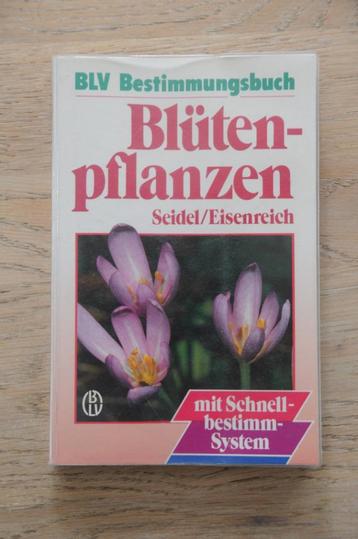 BLV Bestimmungsbuch
Blüten-
pflanzen
Seidel/Eisenreich
BLV
mit Schnell-
bestimm-
System